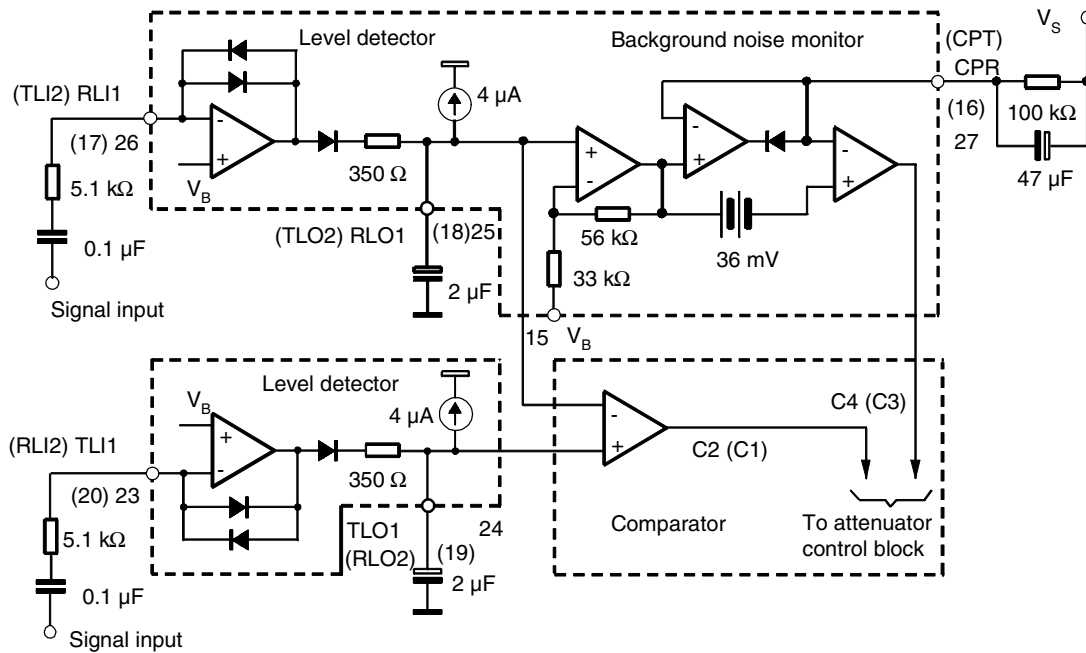 Level detector
Background noise monitor
(CPT)
CPR
V_S
(TLI2) RLI1
4 µA
(16)
27
100 kΩ
(17) 26
-
+
350 Ω
+
-
-
+
-
+
47 µF
5.1 kΩ
V_B
(TLO2) RLO1
(18)25
56 kΩ
36 mV
0.1 µF
33 kΩ
2 µF
Signal input
15
V_B
Level detector
V_B
4 µA
C4 (C3)
(RLI2) TLI1
+
-
-
+
C2 (C1)
(20) 23
350 Ω
5.1 kΩ
TLO1
(RLO2)
24
(19)
Comparator
To attenuator
control block
0.1 µF
2 µF
Signal input